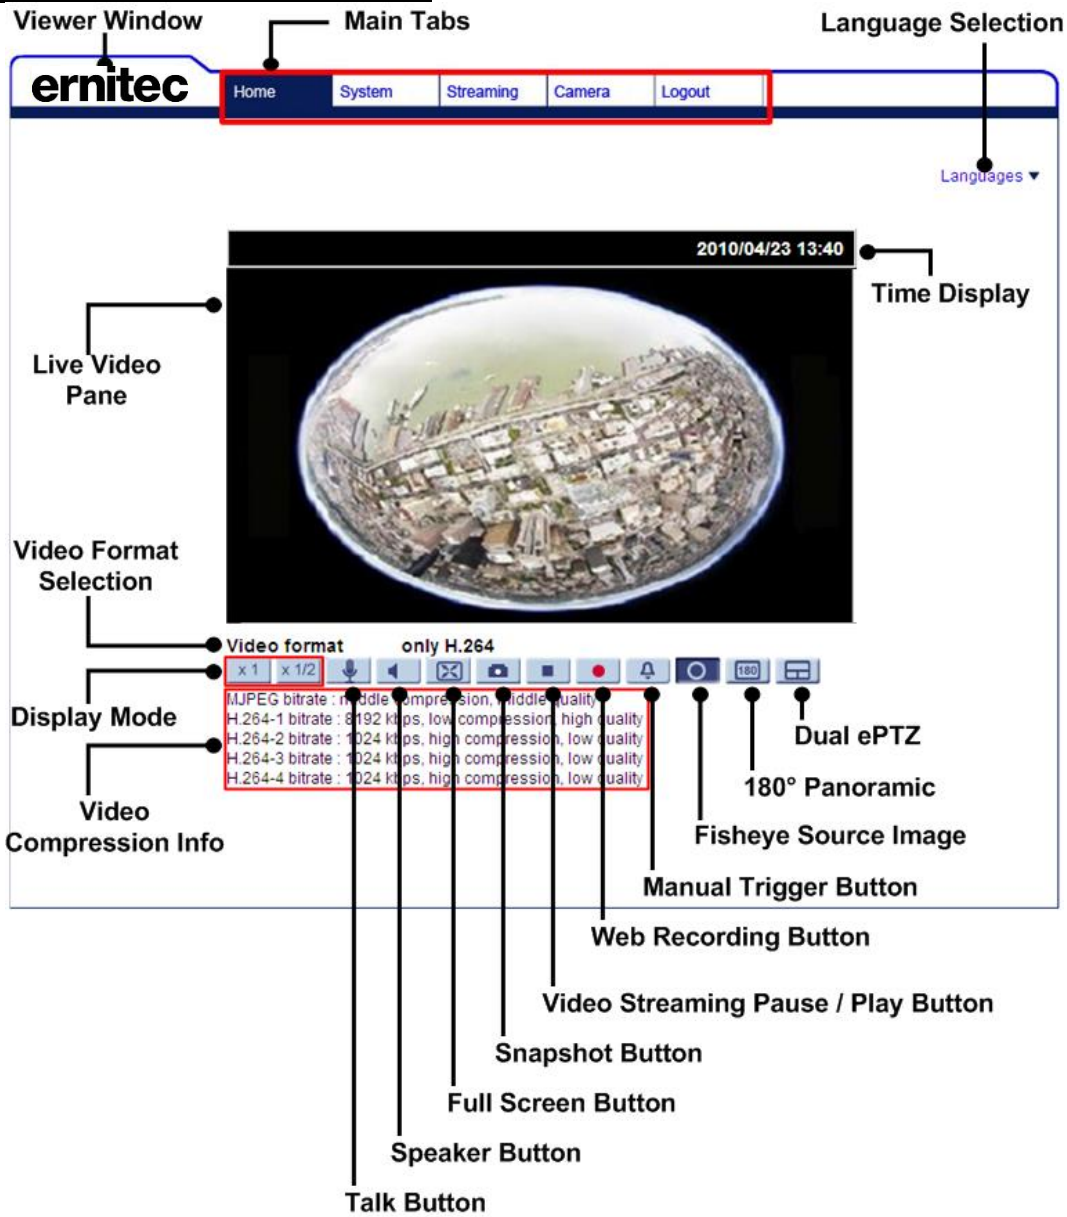 Viewer Window
Main Tabs
Language Selection
ernitec
Home
System
Streaming
Camera
Logout
Languages
2010/04/23 13:40
Time Display
Live Video
Pane
Video Format
Selection
Video format only H.264
x 1
x 1/2
180
Display Mode
MJPEG bitrate : middle compression, middle quality
H.264-1 bitrate : 8192 kbps, low compression, high quality
H.264-2 bitrate : 1024 kbps, high compression, low quality
H.264-3 bitrate : 1024 kbps, high compression, low quality
H.264-4 bitrate : 1024 kbps, high compression, low quality
Dual ePTZ
180° Panoramic
Video
Compression Info
Fisheye Source Image
Manual Trigger Button
Web Recording Button
Video Streaming Pause / Play Button
Snapshot Button
Full Screen Button
Speaker Button
Talk Button